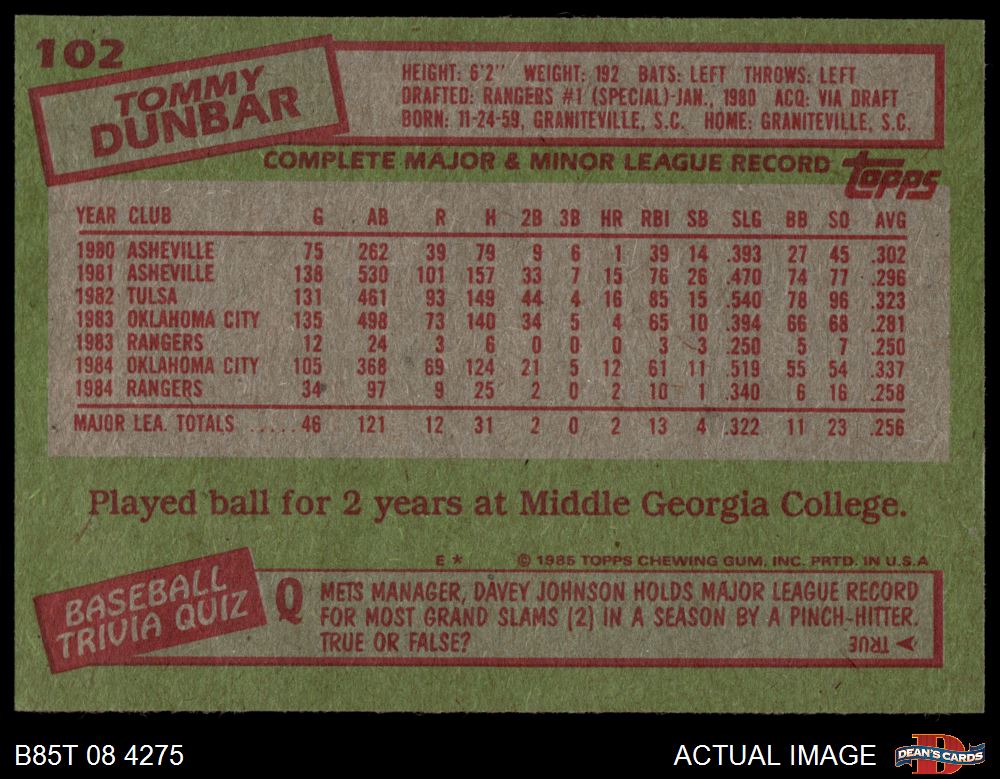 102
TOMMY
DUNBAR
HEIGHT: 6'2" WEIGHT: 192 BATS: LEFT THROWS: LEFT
DRAFTED: RANGERS #1 (SPECIAL)-JAN., 1980 ACQ: VIA DRAFT
BORN: 11-24-59, GRANITEVILLE, S.C. HOME: GRANITEVILLE, S.C.
COMPLETE MAJOR & MINOR LEAGUE RECORD
topps
YEAR CLUB G AB R H 2B 3B HR RBI SB SLG BB SO AVG
1980 ASHEVILLE 75 262 39 79 9 6 1 39 14 .393 27 45 .302
1981 ASHEVILLE 138 530 101 157 33 7 15 76 26 .470 74 77 .296
1982 TULSA 131 461 93 149 44 4 16 85 15 .540 78 96 .323
1983 OKLAHOMA CITY 135 498 73 140 34 5 4 65 10 .394 66 68 .281
1983 RANGERS 12 24 3 6 0 0 0 3 3 .250 5 7 .250
1984 OKLAHOMA CITY 105 368 69 124 21 5 12 61 11 .519 55 54 .337
1984 RANGERS 34 97 9 25 2 0 2 10 1 .340 6 16 .258
MAJOR LEA. TOTALS .....46 121 12 31 2 0 2 13 4 .322 11 23 .256
Played ball for 2 years at Middle Georgia College.
E * © 1985 TOPPS CHEWING GUM, INC. PRTD. IN U.S.A
BASEBALL
TRIVIA QUIZ
Q METS MANAGER, DAVEY JOHNSON HOLDS MAJOR LEAGUE RECORD
FOR MOST GRAND SLAMS (2) IN A SEASON BY A PINCH-HITTER.
TRUE OR FALSE?
TRUE
B85T 08 4275
ACTUAL IMAGE
DEAN'S CARDS